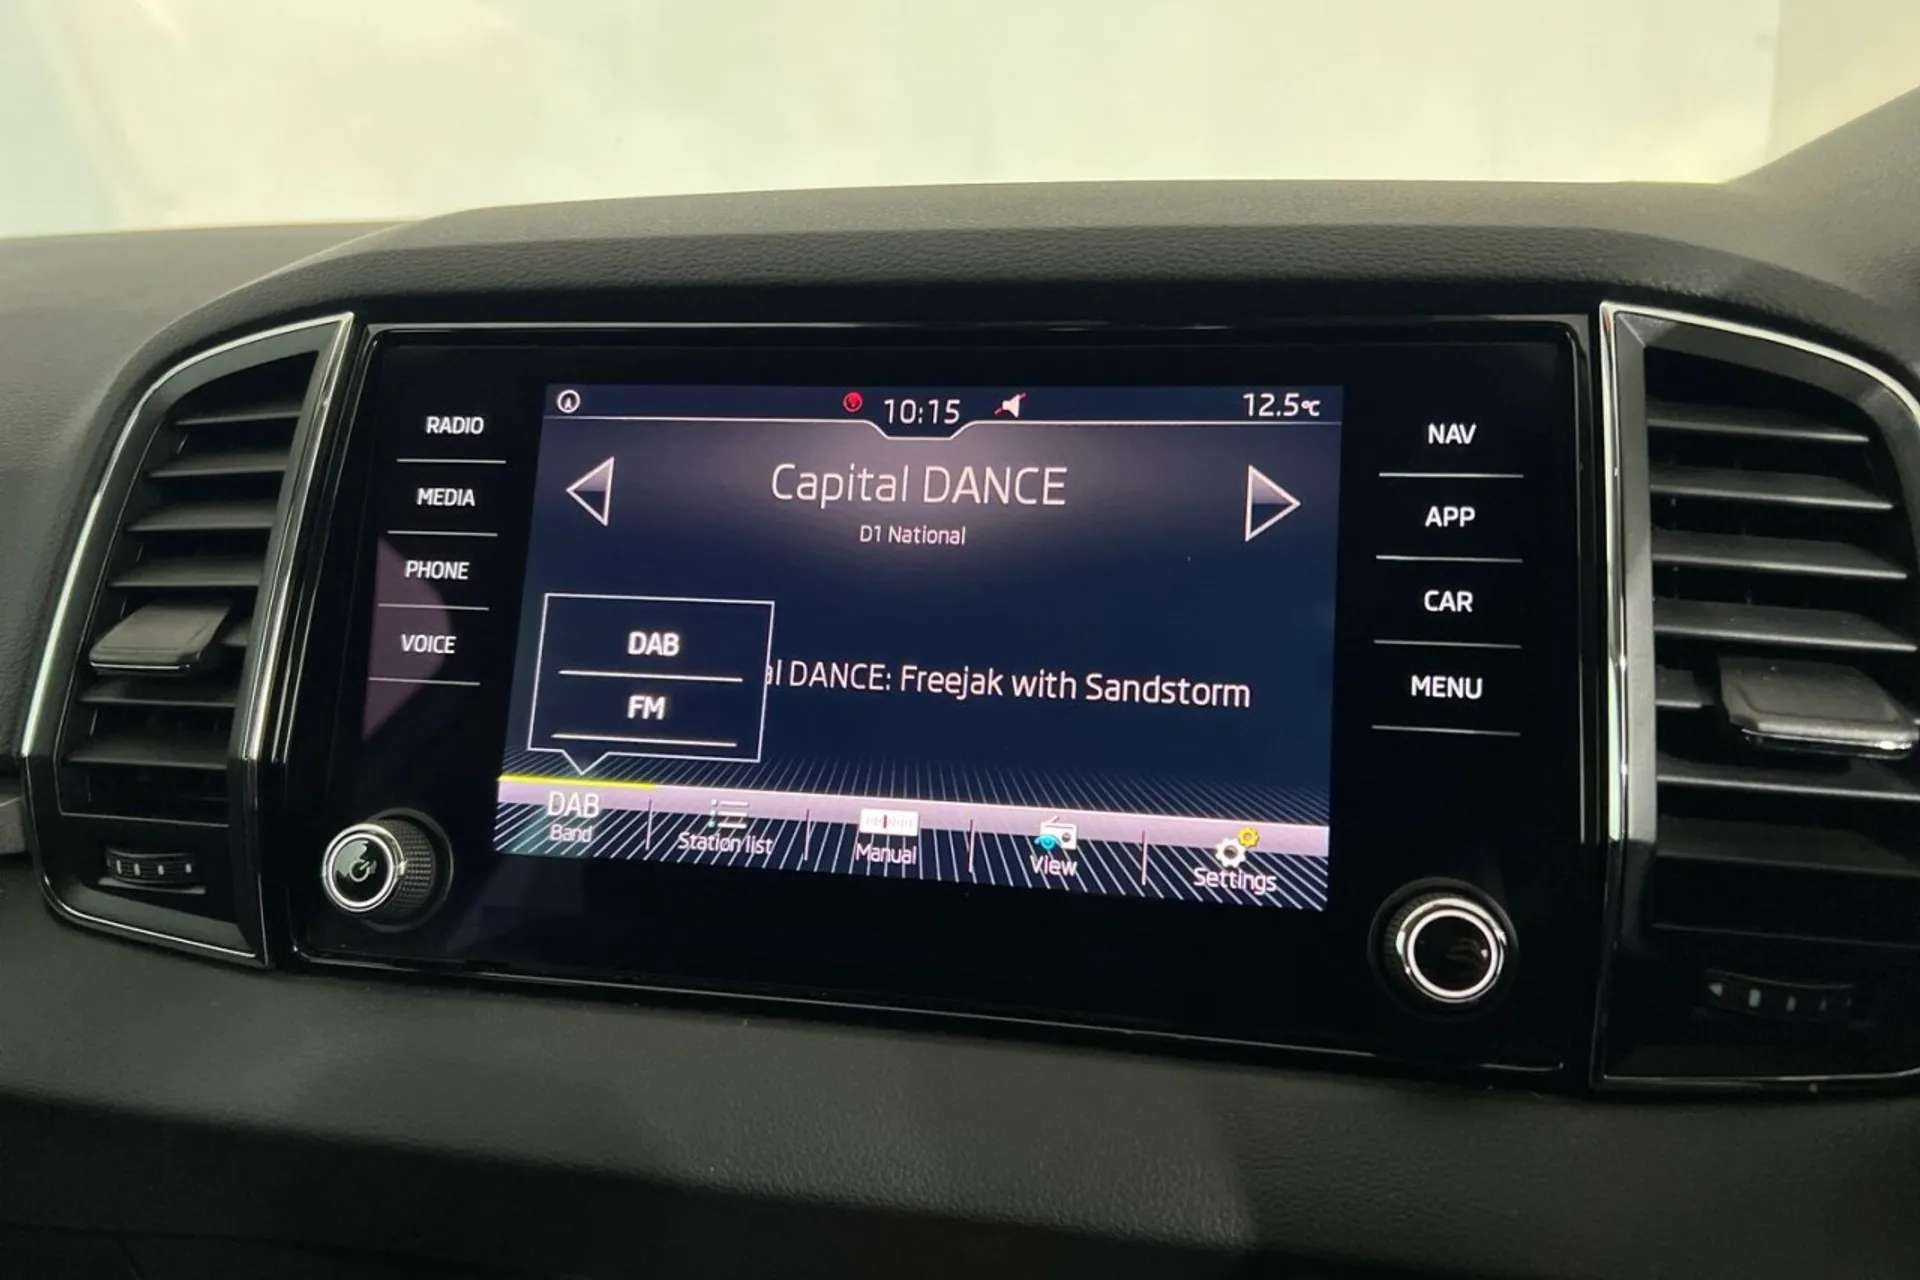 10:15
12.5°C
RADIO
MEDIA
PHONE
VOICE
Capital DANCE
D1 National
DAB
FM
al DANCE: Freejak with Sandstorm
DAB
Band
Station list
Manual
View
Settings
NAV
APP
CAR
MENU